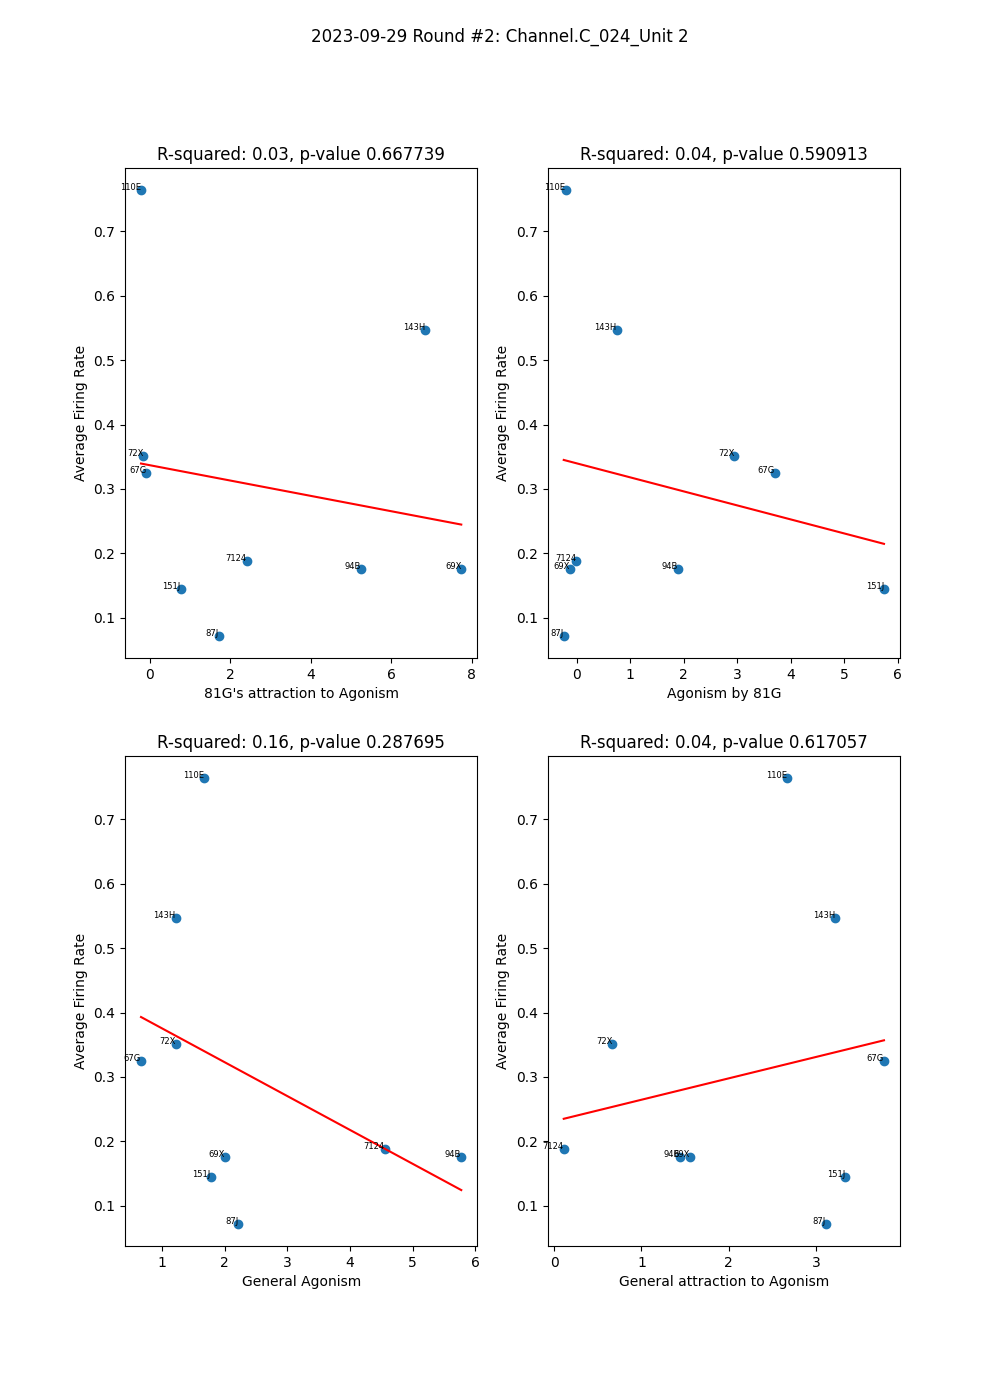 2023-09-29 Round #2: Channel.C_024_Unit 2
R-squared: 0.03, p-value 0.667739
Average Firing Rate
0.7
0.6
0.5
0.4
0.3
0.2
0.1
110E
143H
72X
67G
7124
94B
69X
151J
87J
0 2 4 6 8
81G's attraction to Agonism
R-squared: 0.04, p-value 0.590913
Average Firing Rate
0.7
0.6
0.5
0.4
0.3
0.2
0.1
110E
143H
72X
67G
7124
69X
94B
151J
87J
0 1 2 3 4 5 6
Agonism by 81G
R-squared: 0.16, p-value 0.287695
Average Firing Rate
0.7
0.6
0.5
0.4
0.3
0.2
0.1
110E
143H
72X
67G
7124
69X
94B
151J
87J
1 2 3 4 5 6
General Agonism
R-squared: 0.04, p-value 0.617057
Average Firing Rate
0.7
0.6
0.5
0.4
0.3
0.2
0.1
110E
143H
72X
67G
7124
94B
69X
151J
87J
0 1 2 3
General attraction to Agonism